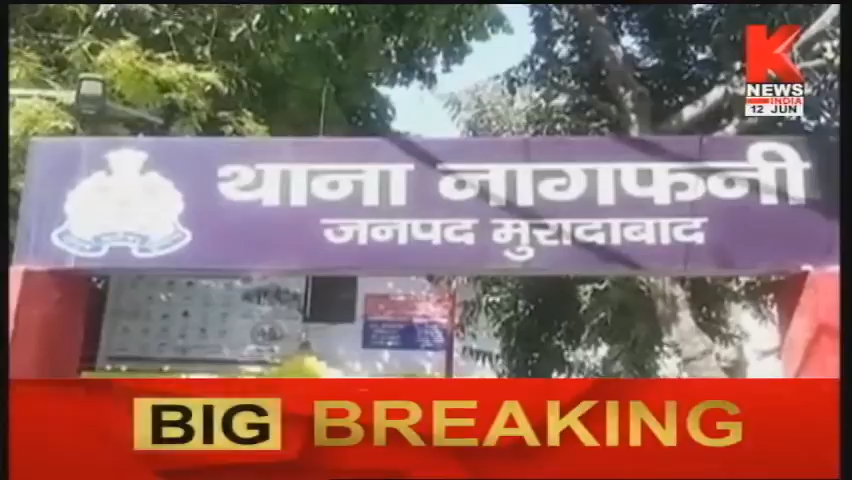 K
NEWS
INDIA
12 JUN
थाना नागफनी
जनपद मुरादाबाद
BIG BREAKING